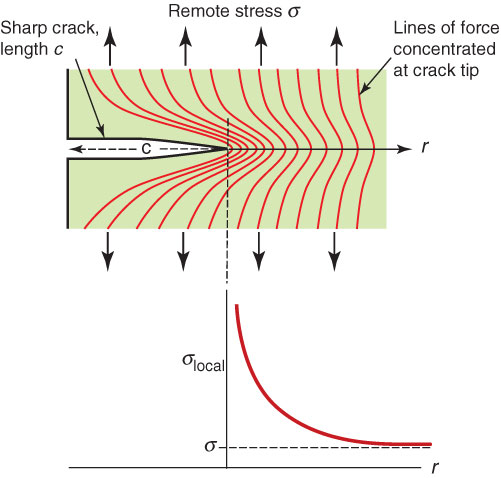 Remote stress σ
Sharp crack,
length c
Lines of force
concentrated
at crack tip
c
r
σlocal
σ
r